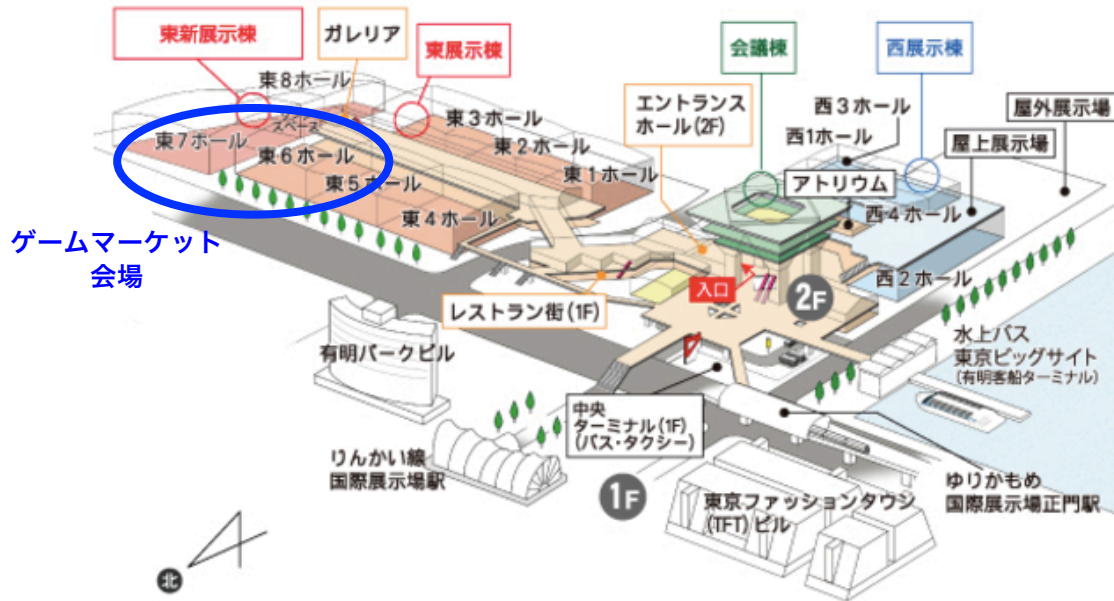 東新展示棟
ガレリア
東展示棟
会議棟
西展示棟
東8ホール
スペース
東7ホール
東6ホール
東5ホール
東4ホール
東3ホール
東2ホール
東1ホール
エントランス
ホール(2F)
西3ホール
西1ホール
屋外展示場
屋上展示場
アトリウム
西4ホール
西2ホール
ゲームマーケット
会場
入口
2F
レストラン街(1F)
有明パークビル
水上バス
東京ビッグサイト
(有明客船ターミナル)
中央
ターミナル(1F)
(バス・タクシー)
りんかい線
国際展示場駅
1F
東京ファッションタウン
(TFT)ビル
ゆりかもめ
国際展示場正門駅
北